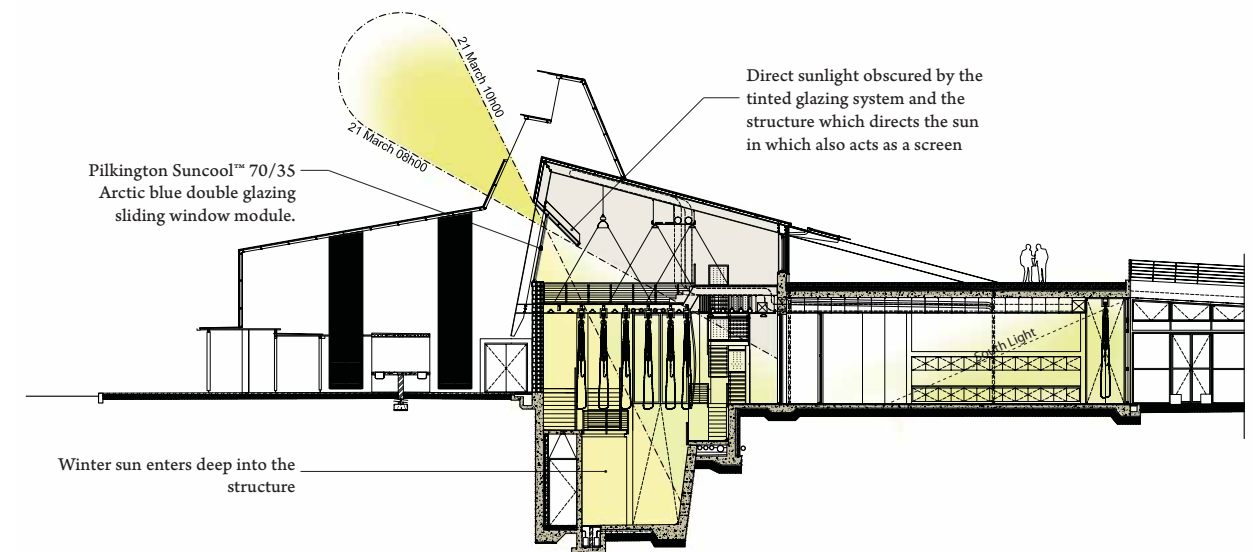 21 March 10h00
21 March 08h00
Direct sunlight obscured by the
tinted glazing system and the
structure which directs the sun
in which also acts as a screen
Pilkington Suncool™ 70/35
Arctic blue double glazing
sliding window module.
South Light
Winter sun enters deep into the
structure